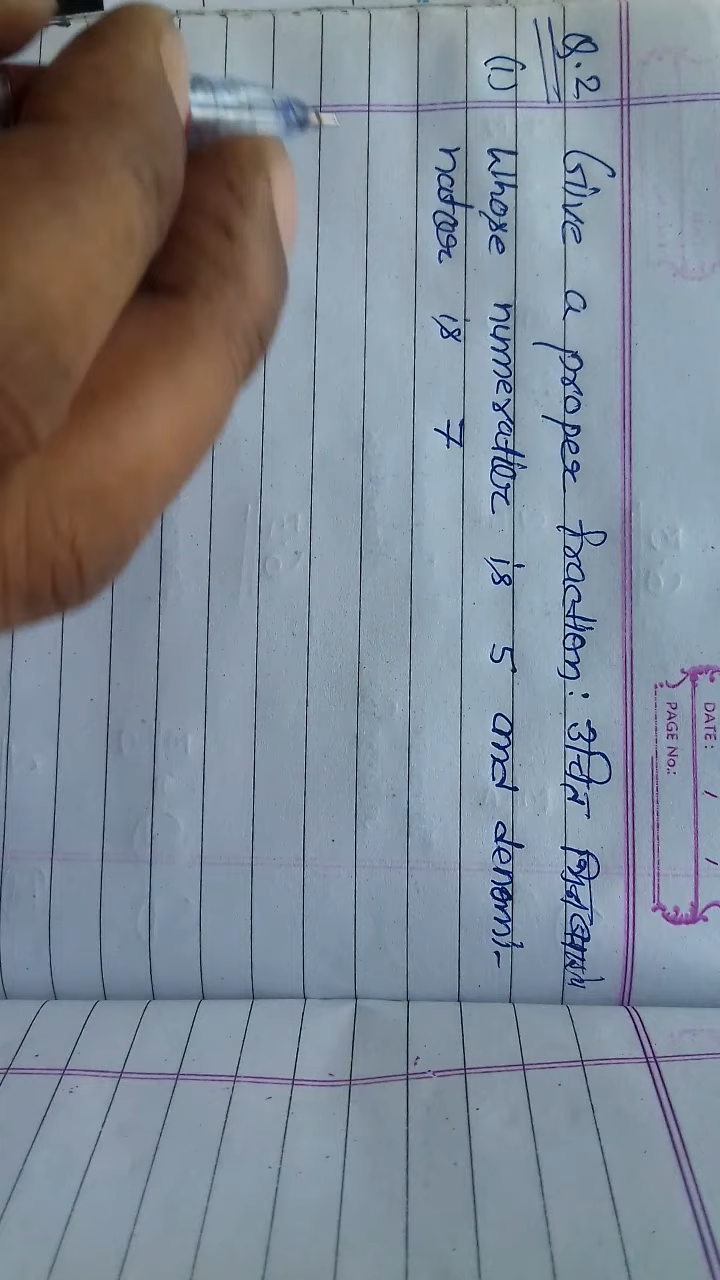 DATE: / /
PAGE No.:
Q.2 Give a proper fraction: उचित
(i) Whose numerator is 5 and denomi-
nator is 7